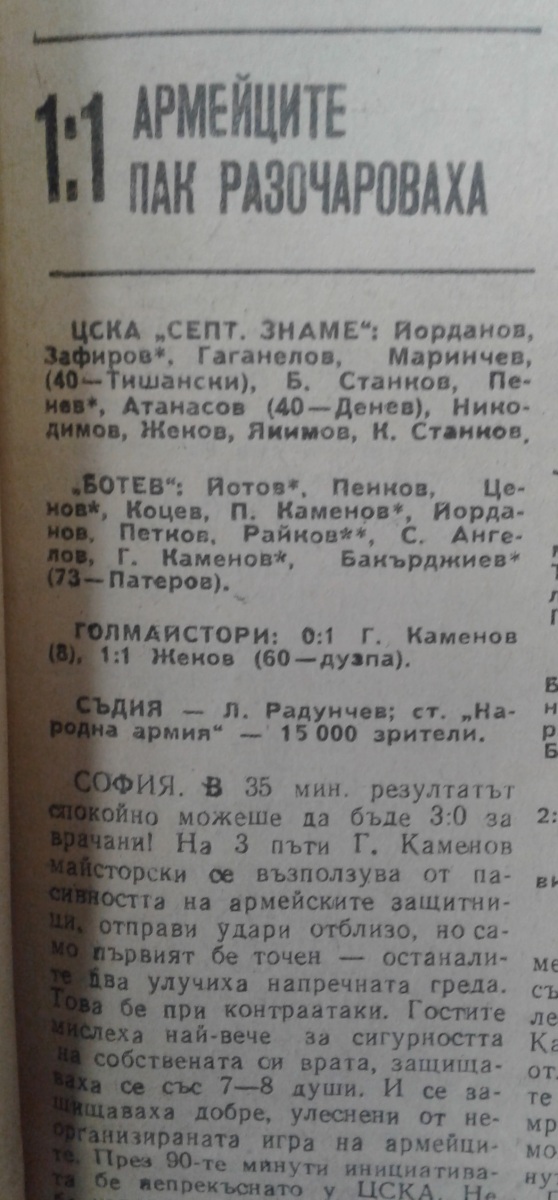 1:1 АРМЕЙЦИТЕ
ПАК РАЗОЧАРОВАХА
ЦСКА „СЕПТ. ЗНАМЕ": Йорданов,
Зафиров*, Гаганелов, Маринчев,
(40—Тишански), Б. Станков, Пе-
нев*, Атанасов (40—Денев), Нико-
димов, Жеков, Якимов, К. Станков.
„БОТЕВ": Йотов*, Пенков, Це-
нов*, Коцев, П. Каменов*, Йорда-
нов, Петков, Райков**, С. Анге-
лов, Г. Каменов*, Бакърджиев*
(73—Патеров).
ГОЛМАЙСТОРИ: 0:1 Г. Каменов
(8), 1:1 Жеков (60—дузпа).
СЪДИЯ — Л. Радунчев; ст. „На-
родна армия" — 15 000 зрители.
СОФИЯ. В 35 мин. резултатът
спокойно можеше да бъде 3:0 за
врачани! На 3 пъти Г. Каменов
майсторски се възползува от па-
сивността на армейските защитни-
ци, отправи удари отблизо, но са-
мо първият бе точен — останали-
те два улучиха напречната греда.
Това бе при контраатаки. Гостите
мислеха най-вече за сигурността
на собствената си врата, защища-
ваха се със 7—8 души. И се за-
щищаваха добре, улеснени от не-
организираната игра на армейци-
те. През 90-те минути инициатива-
та бе непрекъснато у ЦСКА. Не